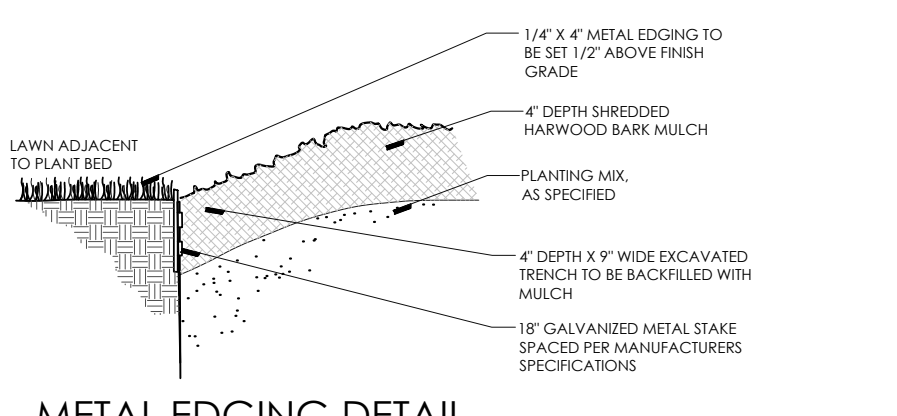 1/4" X 4" METAL EDGING TO
BE SET 1/2" ABOVE FINISH
GRADE
4" DEPTH SHREDDED
HARWOOD BARK MULCH
LAWN ADJACENT
TO PLANT BED
PLANTING MIX,
AS SPECIFIED
4" DEPTH X 9" WIDE EXCAVATED
TRENCH TO BE BACKFILLED WITH
MULCH
18" GALVANIZED METAL STAKE
SPACED PER MANUFACTURERS
SPECIFICATIONS
METAL EDGING DETAIL